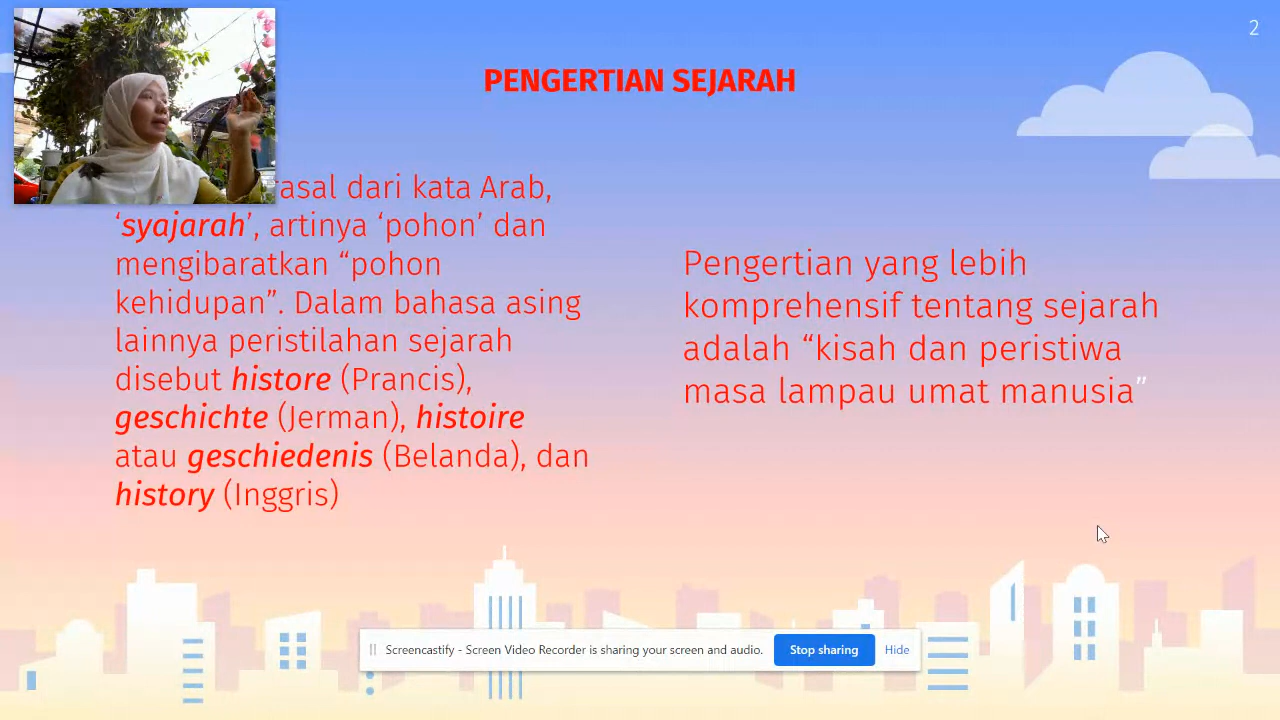 2
PENGERTIAN SEJARAH
asal dari kata Arab,
‘syajarah’, artinya ‘pohon’ dan
mengibaratkan “pohon
kehidupan”. Dalam bahasa asing
lainnya peristilahan sejarah
disebut histore (Prancis),
geschichte (Jerman), histoire
atau geschiedenis (Belanda), dan
history (Inggris)
Pengertian yang lebih
komprehensif tentang sejarah
adalah “kisah dan peristiwa
masa lampau umat manusia”
Screencastify - Screen Video Recorder is sharing your screen and audio.
Stop sharing
Hide